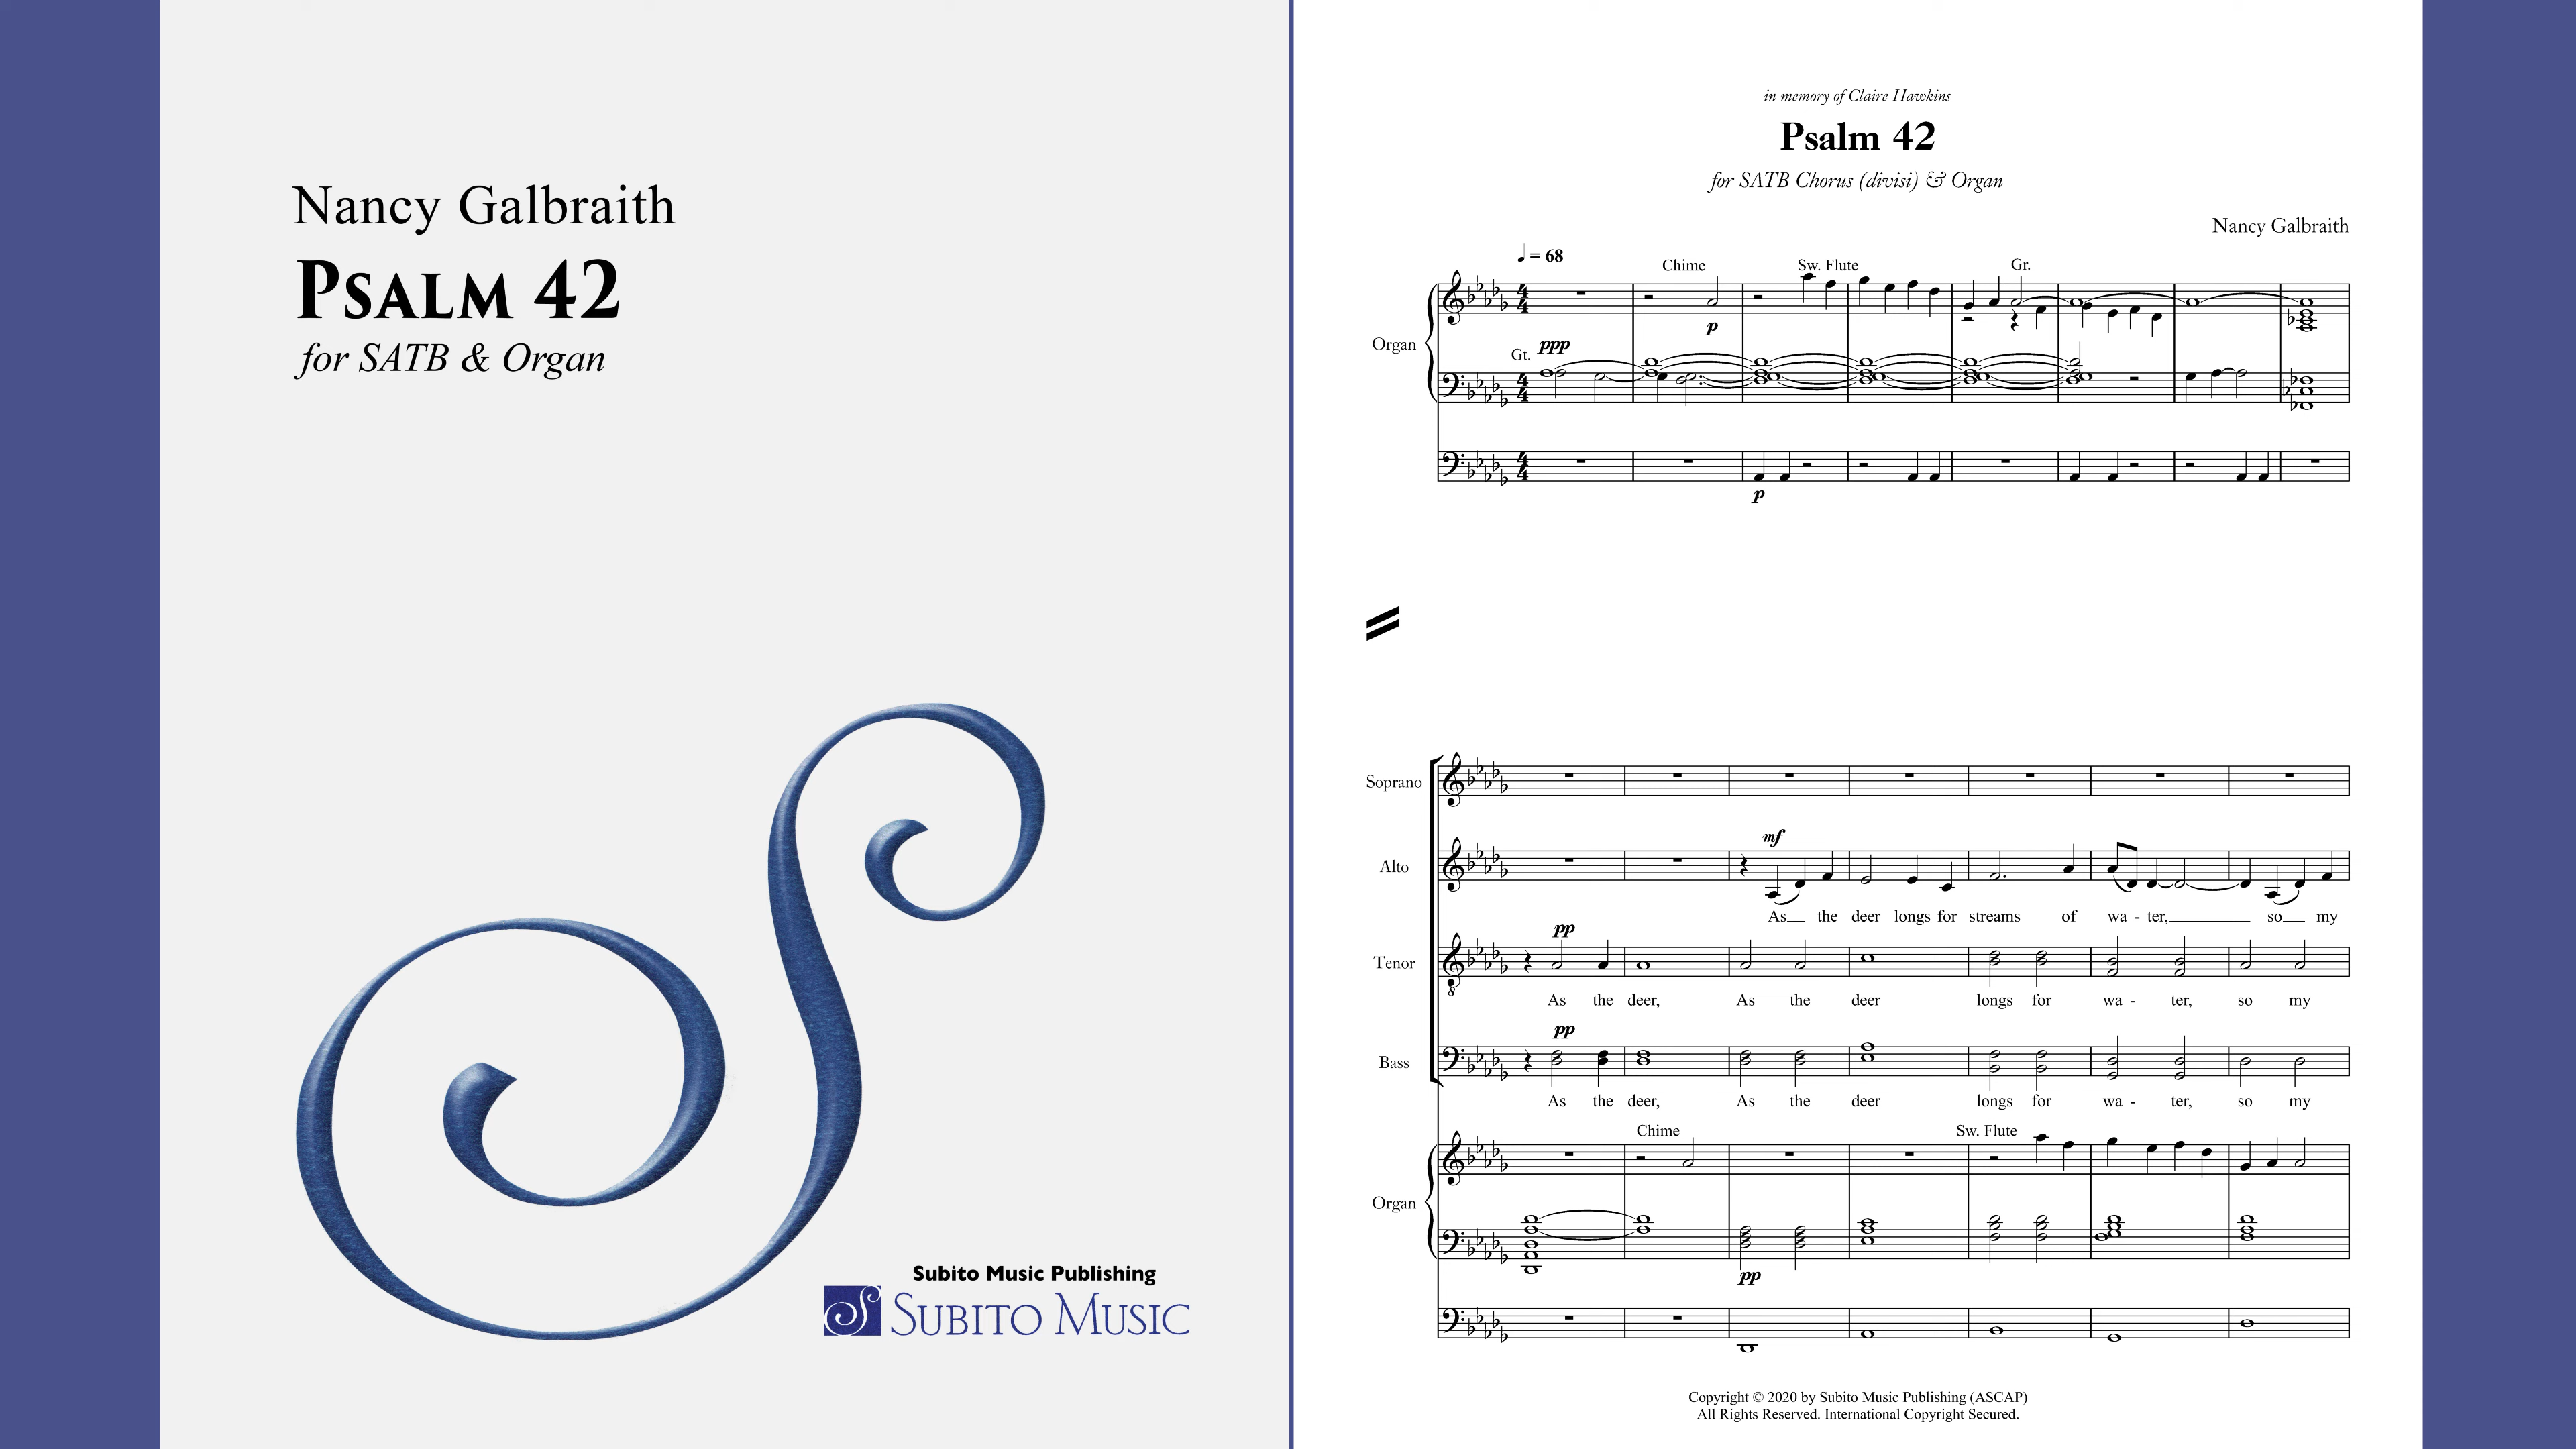 Nancy Galbraith
PSALM 42
for SATB & Organ
Subito Music Publishing
SUBITO MUSIC
in memory of Claire Hawkins
Psalm 42
for SATB Chorus (divisi) & Organ
Nancy Galbraith
♩ = 68
Chime
Sw. Flute
Gr.
p
Organ
ppp
Gt.
p
Soprano
mf
Alto
As__ the deer longs for streams of wa - ter,______ so__ my
pp
Tenor
As the deer, As the deer longs for wa - ter, so my
pp
Bass
As the deer, As the deer longs for wa - ter, so my
Chime
Sw. Flute
Organ
pp
Copyright © 2020 by Subito Music Publishing (ASCAP)
All Rights Reserved. International Copyright Secured.